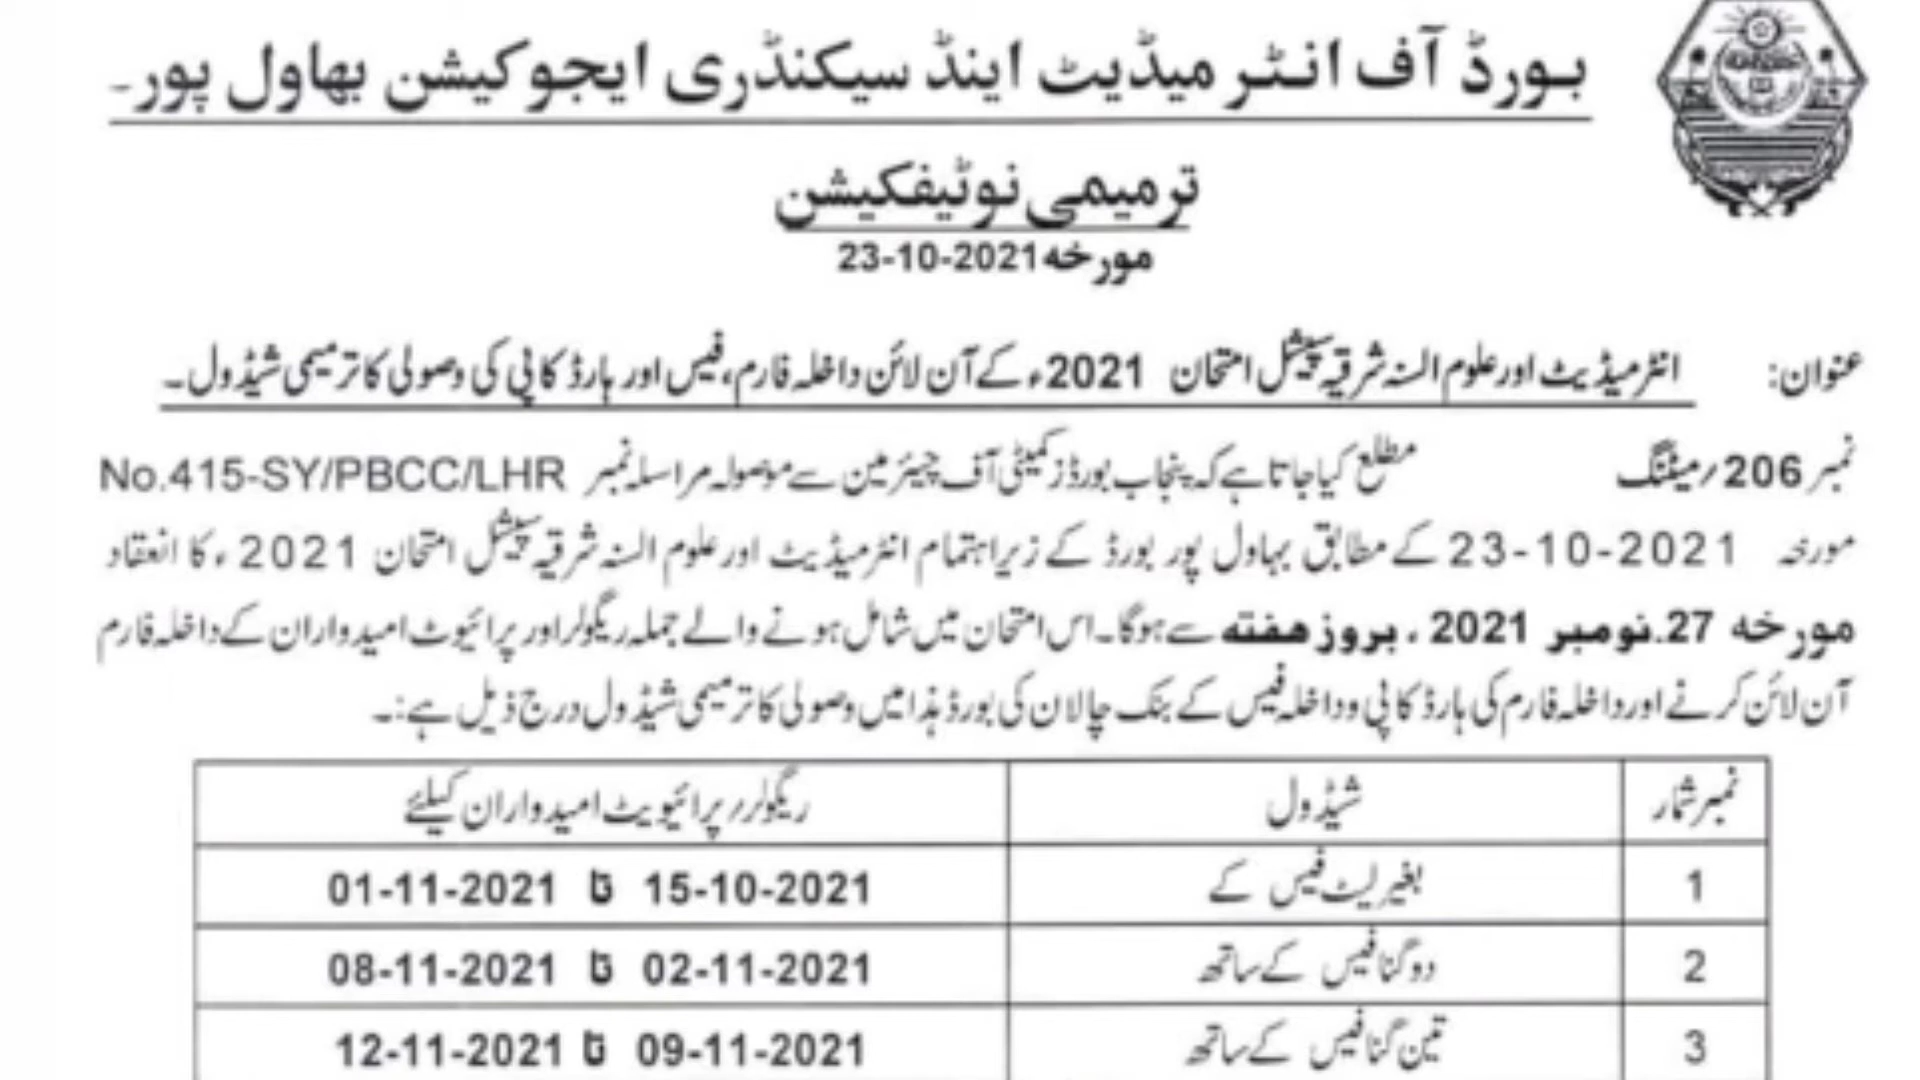 بورڈ آف انٹر میڈیٹ اینڈ سیکنڈری ایجوکیشن بھاول پور۔
ترمیمی نوٹیفکیشن
مورخہ 23-10-2021
عنوان: انٹرمیڈیٹ اور علوم السنہ شرقیہ سپیشل امتحان 2021ء کے آن لائن داخلہ فارم، فیس اور ہارڈ کاپی کی وصولی کا ترمیمی شیڈول۔
نمبر 206/میٹنگ مطلع کیا جاتا ہے کہ پنجاب بورڈز کمیٹی آف چیئرمین سے موصولہ مراسلہ نمبر No.415-SY/PBCC/LHR
مورخہ 23-10-2021 کے مطابق بہاول پور بورڈ کے زیر اہتمام انٹرمیڈیٹ اور علوم السنہ شرقیہ سپیشل امتحان 2021ء کا انعقاد
مورخہ 27.نومبر 2021ء بروز ھفتہ سے ہوگا۔ اس امتحان میں شامل ہونے والے جملہ ریگولر اور پرائیوٹ امیدواران کے داخلہ فارم
آن لائن کرنے اور داخلہ فارم کی ہارڈ کاپی و داخلہ فیس کے بنک چالان کی بورڈ ہذا میں وصولی کا ترمیمی شیڈول درج ذیل ہے:۔
نمبر شمار شیڈول ریگولر/پرائیویٹ امیدواران کیلئے
1 بغیر لیٹ فیس کے 15-10-2021 تا 01-11-2021
2 دو گنا فیس کے ساتھ 02-11-2021 تا 08-11-2021
3 تین گنا فیس کے ساتھ 09-11-2021 تا 12-11-2021